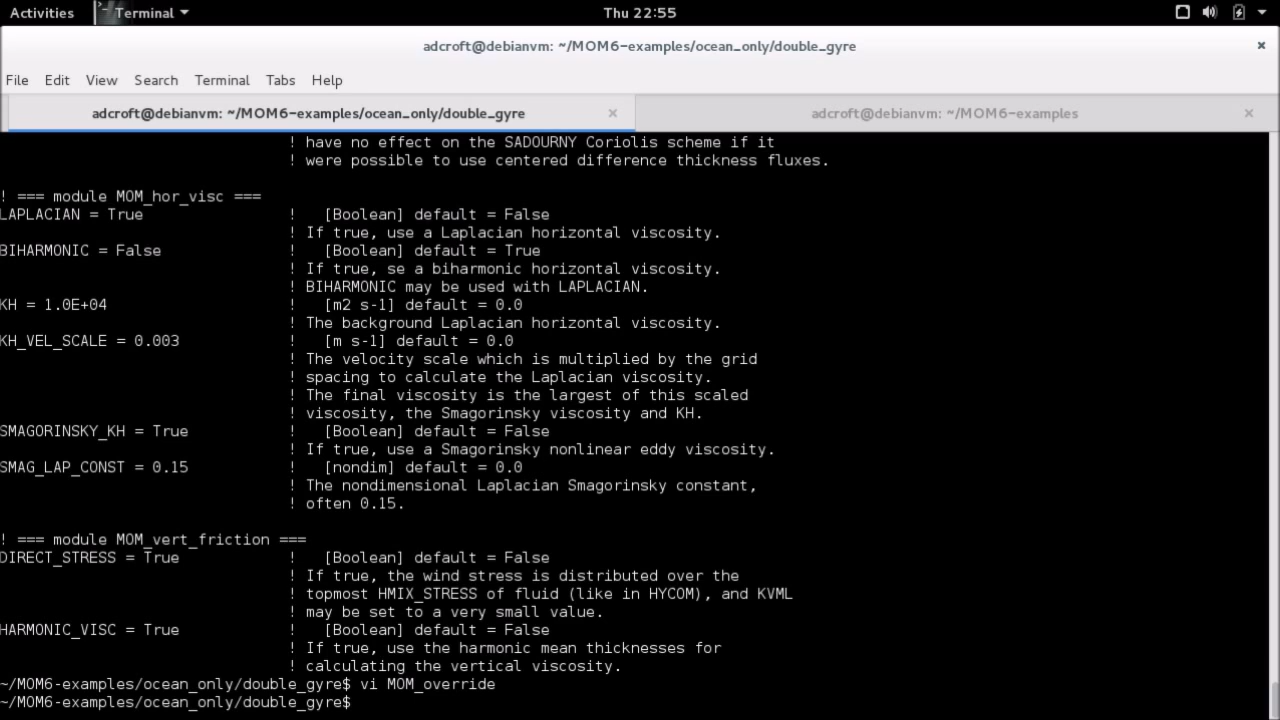 Activities Terminal Thu 22:55
adcroft@debianvm: ~/MOM6-examples/ocean_only/double_gyre
File Edit View Search Terminal Tabs Help
adcroft@debianvm: ~/MOM6-examples/ocean_only/double_gyre adcroft@debianvm: ~/MOM6-examples
! have no effect on the SADOURNY Coriolis scheme if it
! were possible to use centered difference thickness fluxes.
! === module MOM_hor_visc ===
LAPLACIAN = True ! [Boolean] default = False
! If true, use a Laplacian horizontal viscosity.
BIHARMONIC = False ! [Boolean] default = True
! If true, se a biharmonic horizontal viscosity.
! BIHARMONIC may be used with LAPLACIAN.
KH = 1.0E+04 ! [m2 s-1] default = 0.0
! The background Laplacian horizontal viscosity.
KH_VEL_SCALE = 0.003 ! [m s-1] default = 0.0
! The velocity scale which is multiplied by the grid
! spacing to calculate the Laplacian viscosity.
! The final viscosity is the largest of this scaled
! viscosity, the Smagorinsky viscosity and KH.
SMAGORINSKY_KH = True ! [Boolean] default = False
! If true, use a Smagorinsky nonlinear eddy viscosity.
SMAG_LAP_CONST = 0.15 ! [nondim] default = 0.0
! The nondimensional Laplacian Smagorinsky constant,
! often 0.15.
! === module MOM_vert_friction ===
DIRECT_STRESS = True ! [Boolean] default = False
! If true, the wind stress is distributed over the
! topmost HMIX_STRESS of fluid (like in HYCOM), and KVML
! may be set to a very small value.
HARMONIC_VISC = True ! [Boolean] default = False
! If true, use the harmonic mean thicknesses for
! calculating the vertical viscosity.
~/MOM6-examples/ocean_only/double_gyre$ vi MOM_override
~/MOM6-examples/ocean_only/double_gyre$